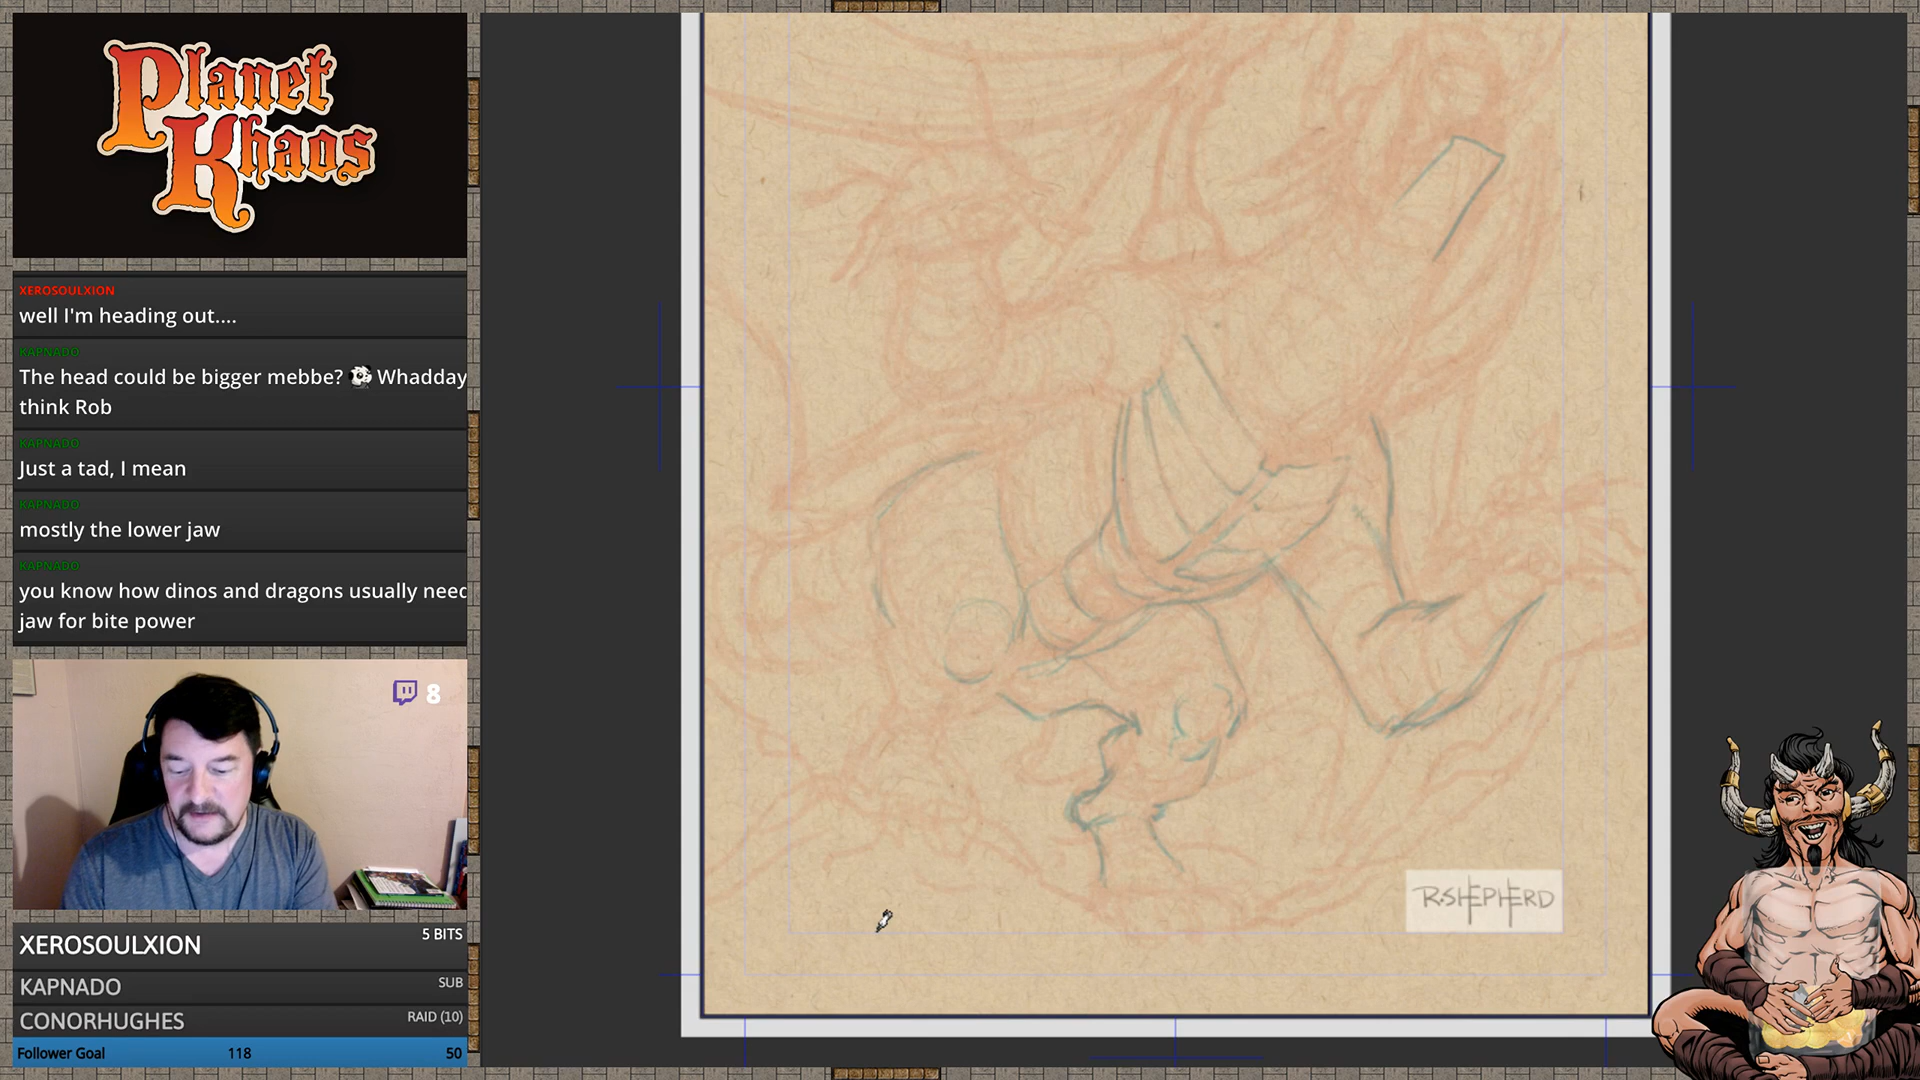 Planet
Khaos
XEROSOULXION
well I'm heading out....
KAPNADO
The head could be bigger mebbe? Whadday
think Rob
KAPNADO
Just a tad, I mean
KAPNADO
mostly the lower jaw
KAPNADO
you know how dinos and dragons usually need
jaw for bite power
8
XEROSOULXION 5 BITS
KAPNADO SUB
CONORHUGHES RAID (10)
Follower Goal 118 50
R.SHEPHERD